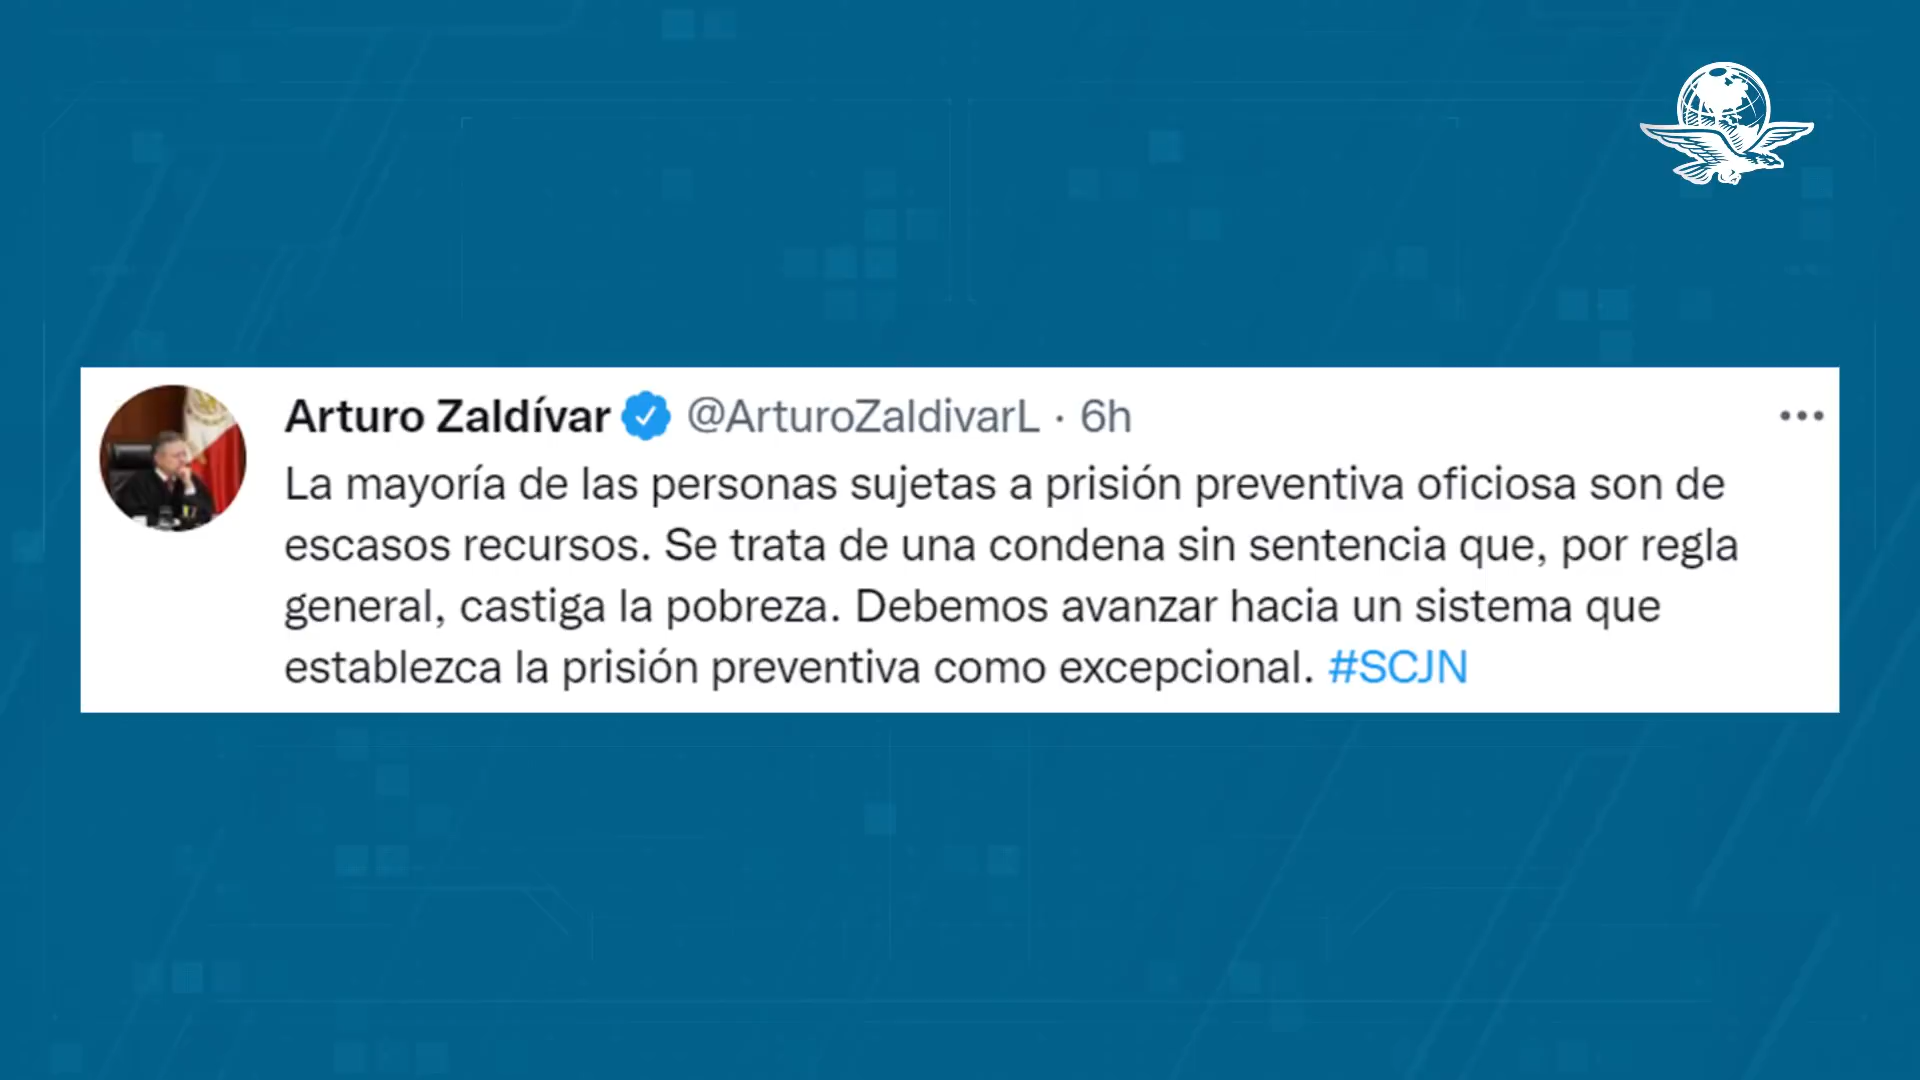 Arturo Zaldívar @ArturoZaldivarL · 6h
La mayoría de las personas sujetas a prisión preventiva oficiosa son de
escasos recursos. Se trata de una condena sin sentencia que, por regla
general, castiga la pobreza. Debemos avanzar hacia un sistema que
establezca la prisión preventiva como excepcional. #SCJN